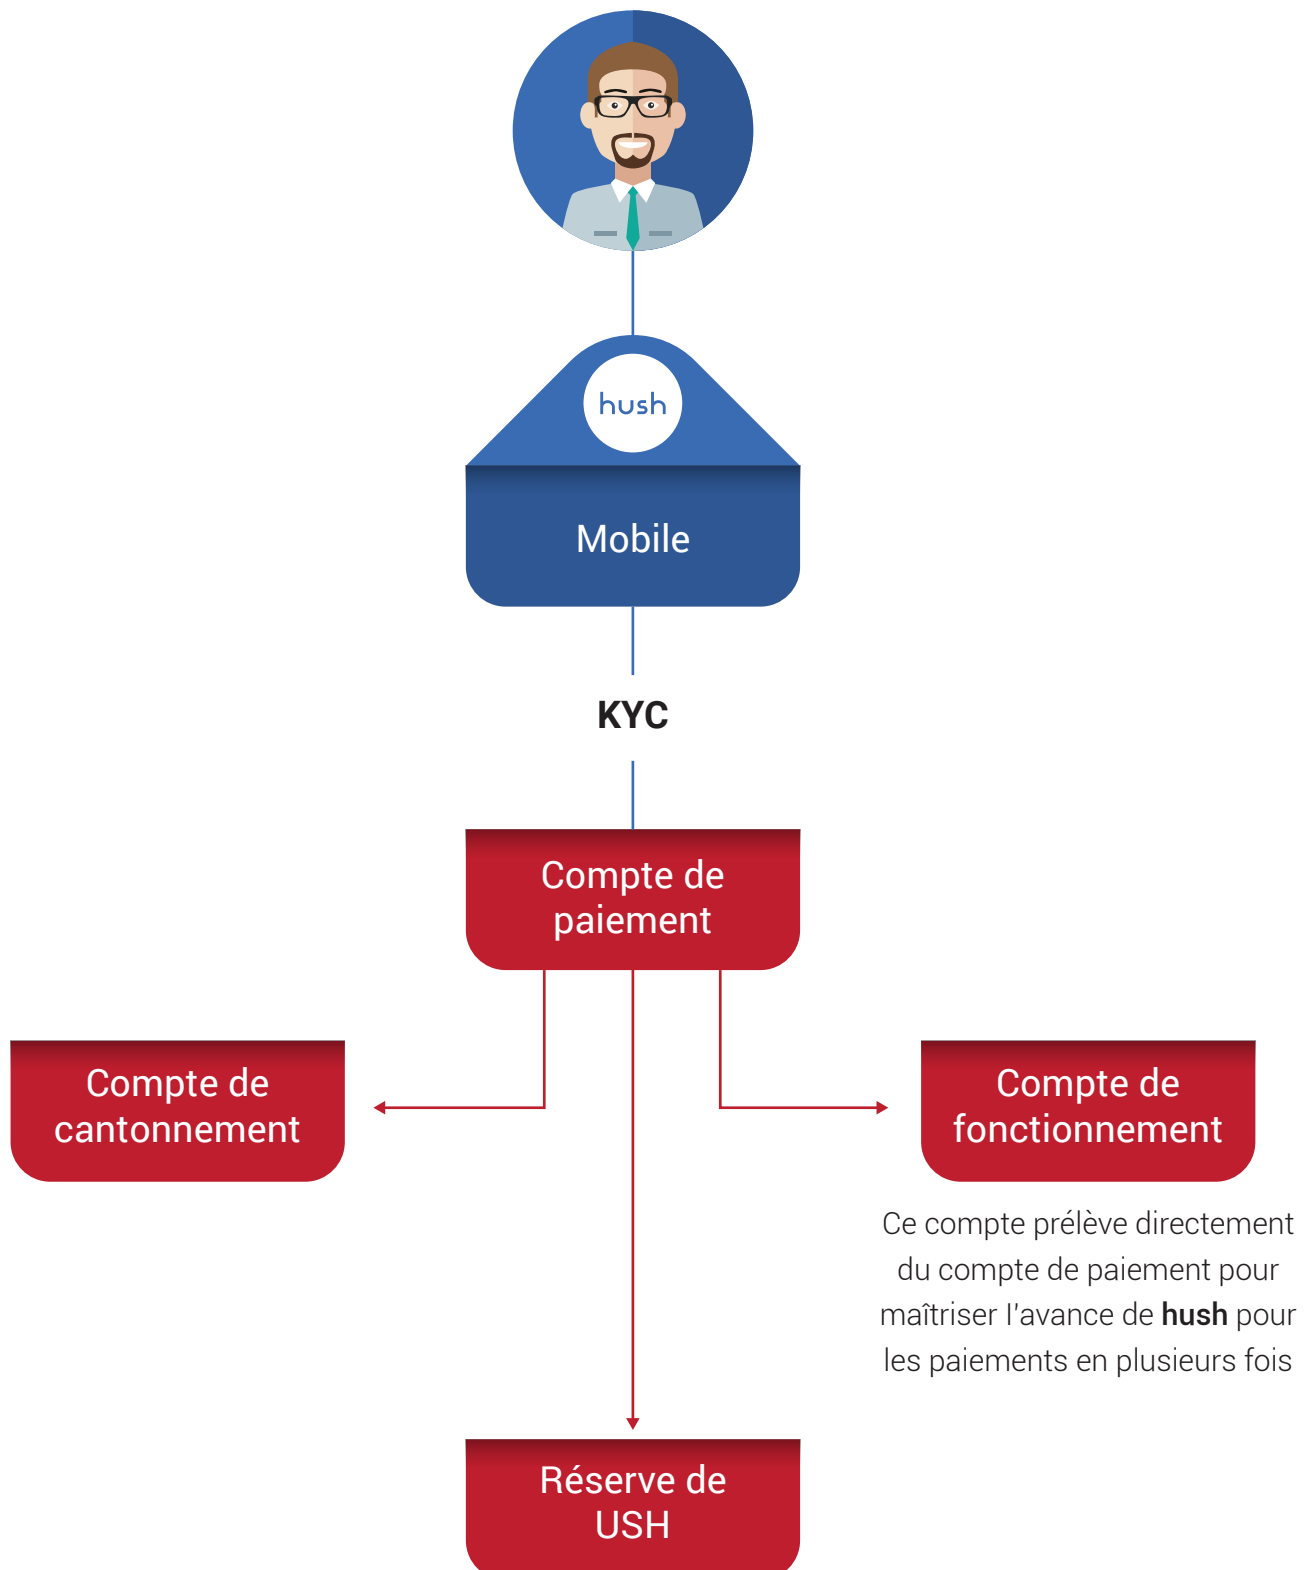 hush
Mobile
KYC
Compte de
paiement
Compte de
cantonnement
Compte de
fonctionnement
Ce compte prélève directement
du compte de paiement pour
maîtriser l'avance de hush pour
les paiements en plusieurs fois
Réserve de
USH